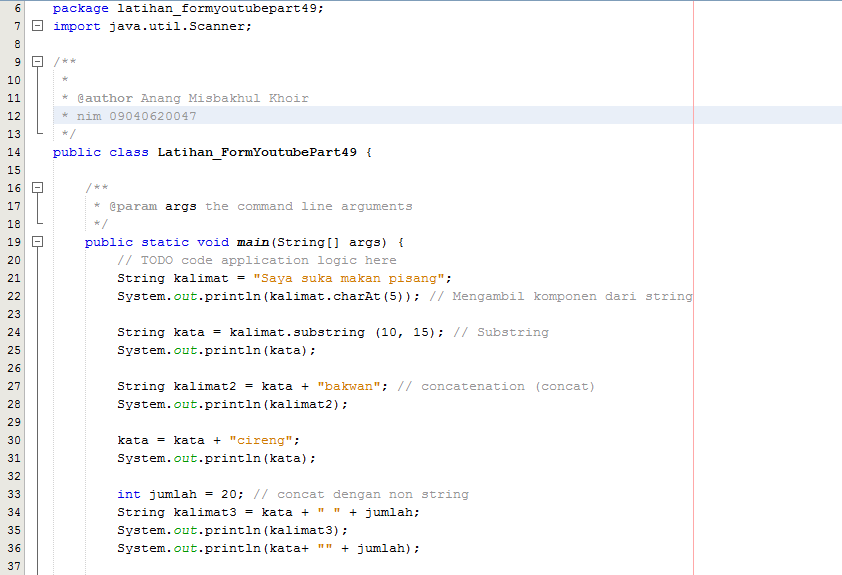 6 package latihan_formyoutubepart49;
7 import java.util.Scanner;
8
9 /**
10 *
11 * @author Anang Misbakhul Khoir
12 * nim 09040620047
13 */
14 public class Latihan_FormYoutubePart49 {
15
16 /**
17 * @param args the command line arguments
18 */
19 public static void main(String[] args) {
20 // TODO code application logic here
21 String kalimat = "Saya suka makan pisang";
22 System.out.println(kalimat.charAt(5)); // Mengambil komponen dari string
23
24 String kata = kalimat.substring (10, 15); // Substring
25 System.out.println(kata);
26
27 String kalimat2 = kata + "bakwan"; // concatenation (concat)
28 System.out.println(kalimat2);
29
30 kata = kata + "cireng";
31 System.out.println(kata);
32
33 int jumlah = 20; // concat dengan non string
34 String kalimat3 = kata + " " + jumlah;
35 System.out.println(kalimat3);
36 System.out.println(kata+ "" + jumlah);
37